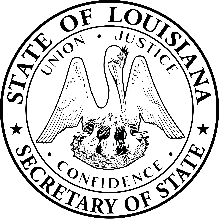 STATE OF LOUISIANA
UNION · JUSTICE
· CONFIDENCE ·
★ SECRETARY OF STATE ★